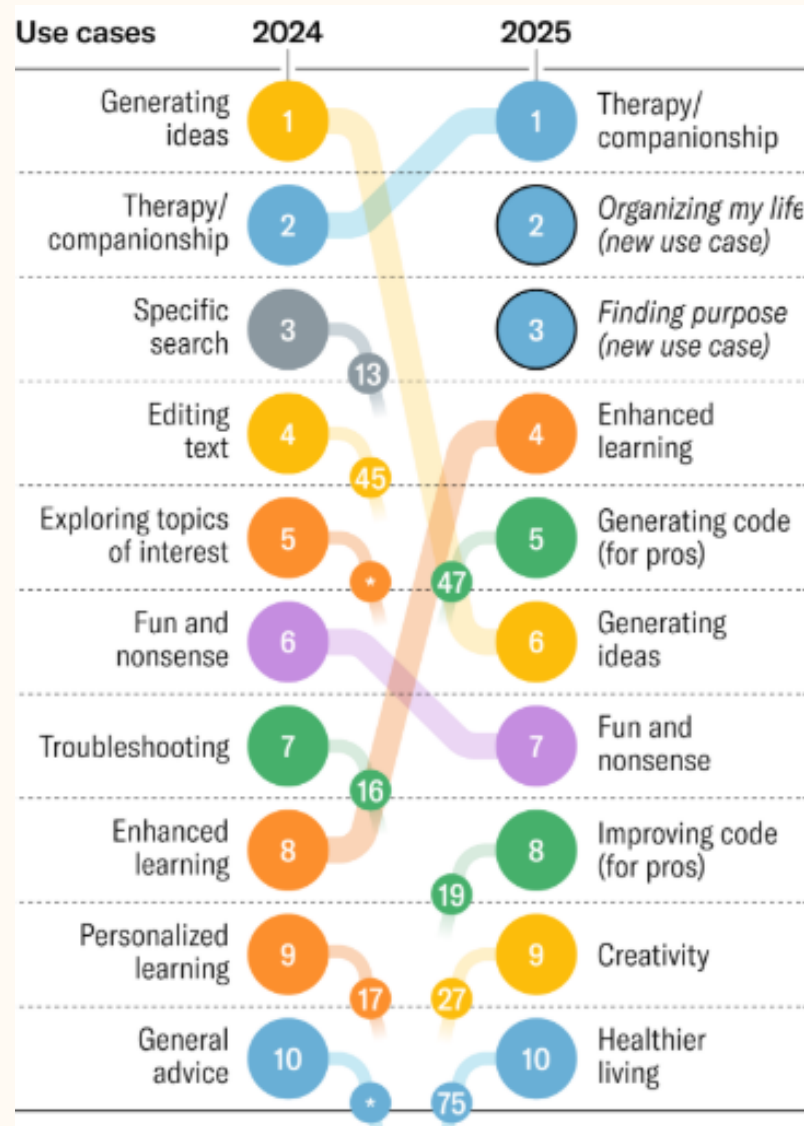 Use cases 2024 2025
Generating
ideas
1
1
Therapy/
companionship
Therapy/
companionship
2
2
Organizing my life
(new use case)
Specific
search
3
13
3
Finding purpose
(new use case)
Editing
text
4
45
4
Enhanced
learning
Exploring topics
of interest
5
*
47
5
Generating code
(for pros)
Fun and
nonsense
6
6
Generating
ideas
Troubleshooting
7
16
7
Fun and
nonsense
Enhanced
learning
8
19
8
Improving code
(for pros)
Personalized
learning
9
17
27
9
Creativity
General
advice
10
*
75
10
Healthier
living